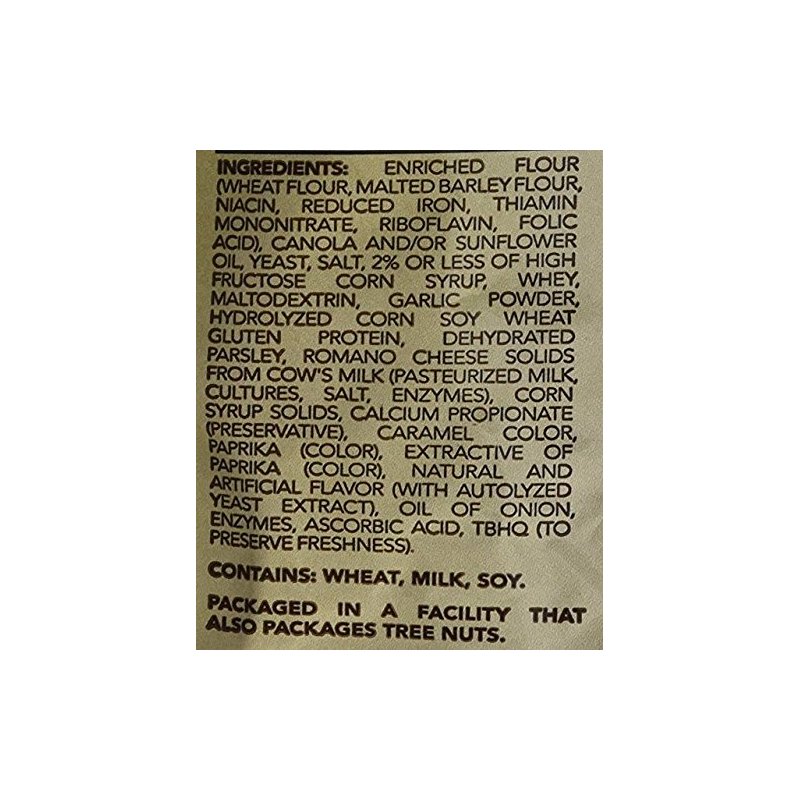 INGREDIENTS: ENRICHED FLOUR
(WHEAT FLOUR, MALTED BARLEY FLOUR,
NIACIN, REDUCED IRON, THIAMIN
MONONITRATE, RIBOFLAVIN, FOLIC
ACID), CANOLA AND/OR SUNFLOWER
OIL, YEAST, SALT, 2% OR LESS OF HIGH
FRUCTOSE CORN SYRUP, WHEY,
MALTODEXTRIN, GARLIC POWDER,
HYDROLYZED CORN SOY WHEAT
GLUTEN PROTEIN, DEHYDRATED
PARSLEY, ROMANO CHEESE SOLIDS
FROM COW'S MILK (PASTEURIZED MILK,
CULTURES, SALT, ENZYMES), CORN
SYRUP SOLIDS, CALCIUM PROPIONATE
(PRESERVATIVE), CARAMEL COLOR,
PAPRIKA (COLOR), EXTRACTIVE OF
PAPRIKA (COLOR), NATURAL AND
ARTIFICIAL FLAVOR (WITH AUTOLYZED
YEAST EXTRACT), OIL OF ONION,
ENZYMES, ASCORBIC ACID, TBHQ (TO
PRESERVE FRESHNESS).
CONTAINS: WHEAT, MILK, SOY.
PACKAGED IN A FACILITY THAT
ALSO PACKAGES TREE NUTS.